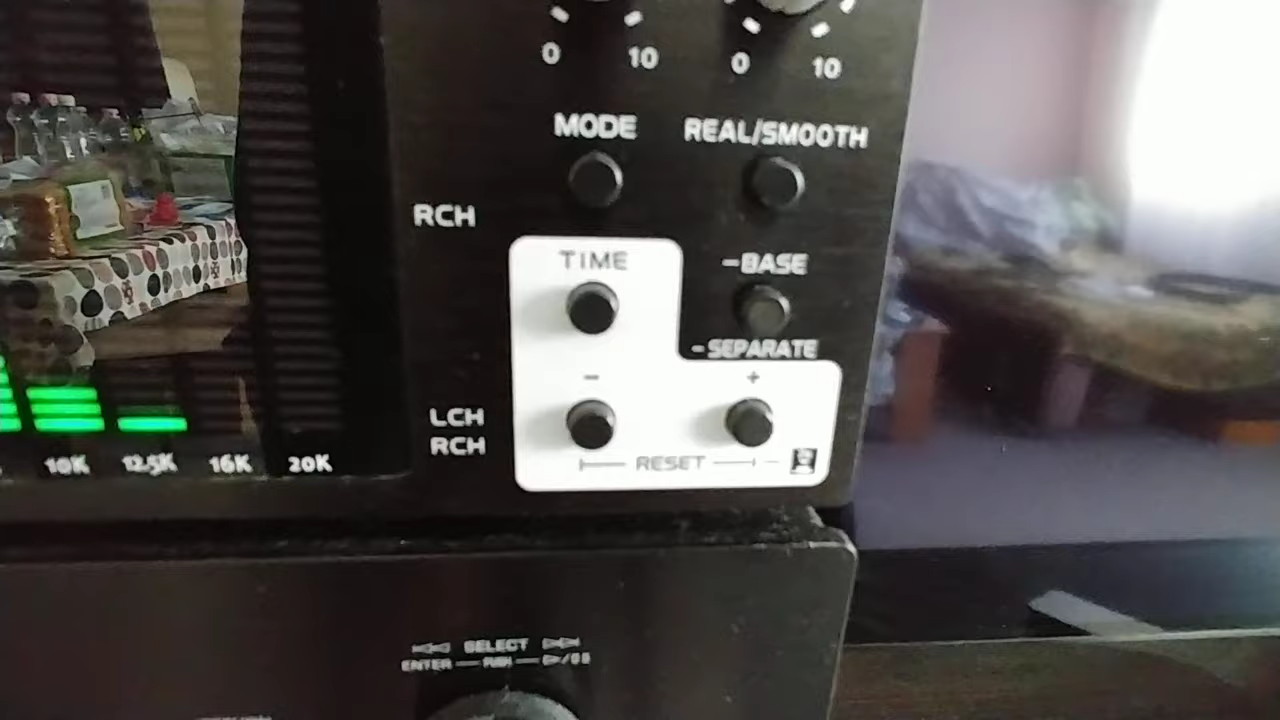 0 10 0 10
MODE REAL/SMOOTH
RCH
TIME
-BASE
-SEPARATE
- +
LCH
RCH
RESET
10K 12.5K 16K 20K
SELECT
ENTER